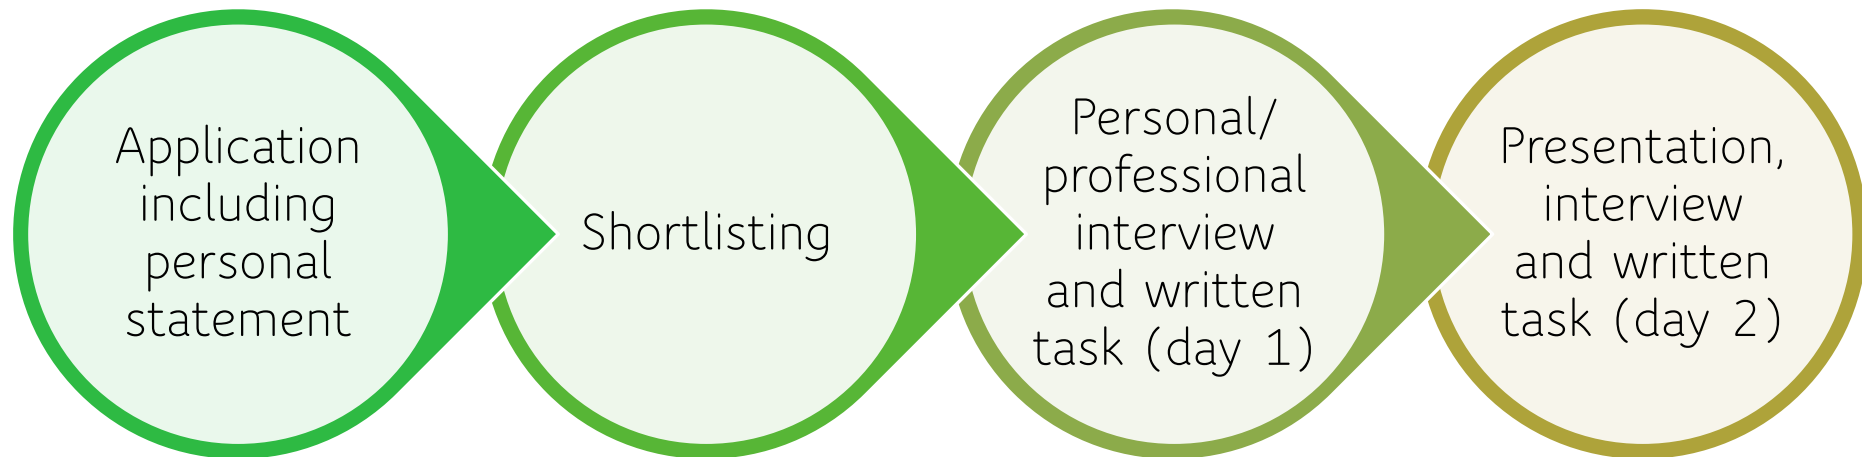 Application
including
personal
statement
Shortlisting
Personal/
professional
interview
and written
task (day 1)
Presentation,
interview
and written
task (day 2)